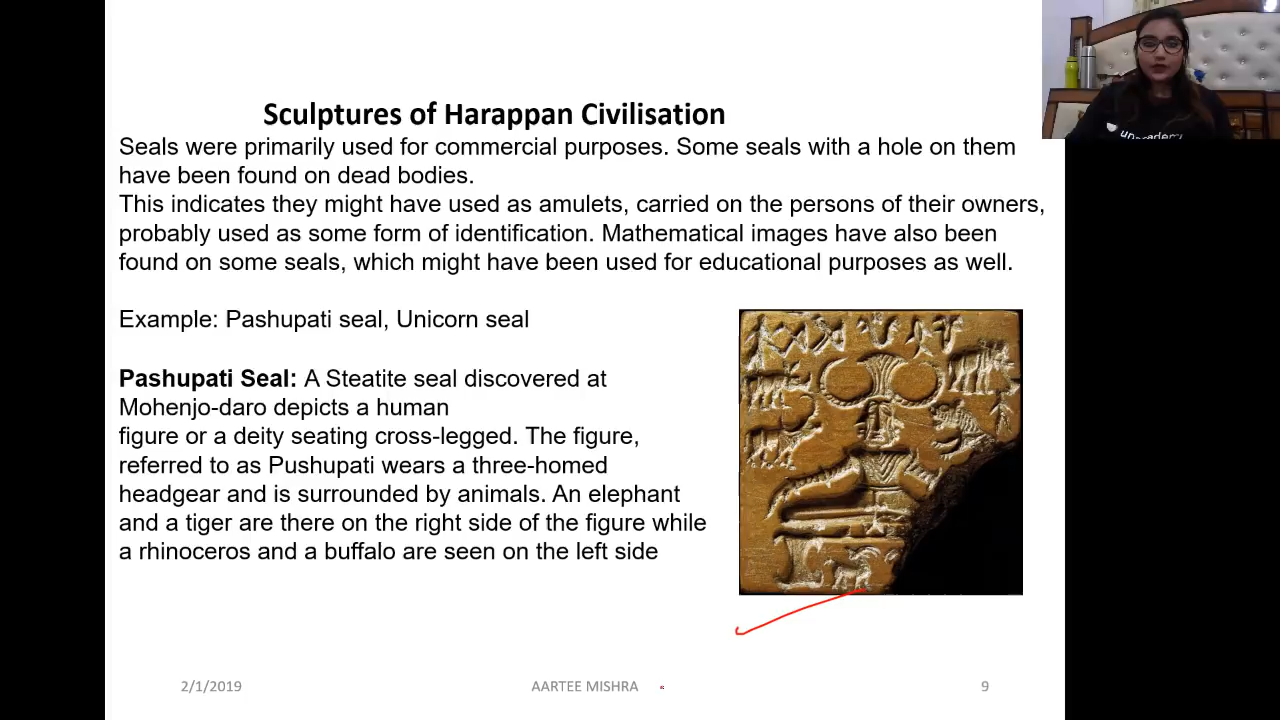 Sculptures of Harappan Civilisation
Seals were primarily used for commercial purposes. Some seals with a hole on them
have been found on dead bodies.
This indicates they might have used as amulets, carried on the persons of their owners,
probably used as some form of identification. Mathematical images have also been
found on some seals, which might have been used for educational purposes as well.
Example: Pashupati seal, Unicorn seal
Pashupati Seal: A Steatite seal discovered at
Mohenjo-daro depicts a human
figure or a deity seating cross-legged. The figure,
referred to as Pushupati wears a three-homed
headgear and is surrounded by animals. An elephant
and a tiger are there on the right side of the figure while
a rhinoceros and a buffalo are seen on the left side
2/1/2019
AARTEE MISHRA
9